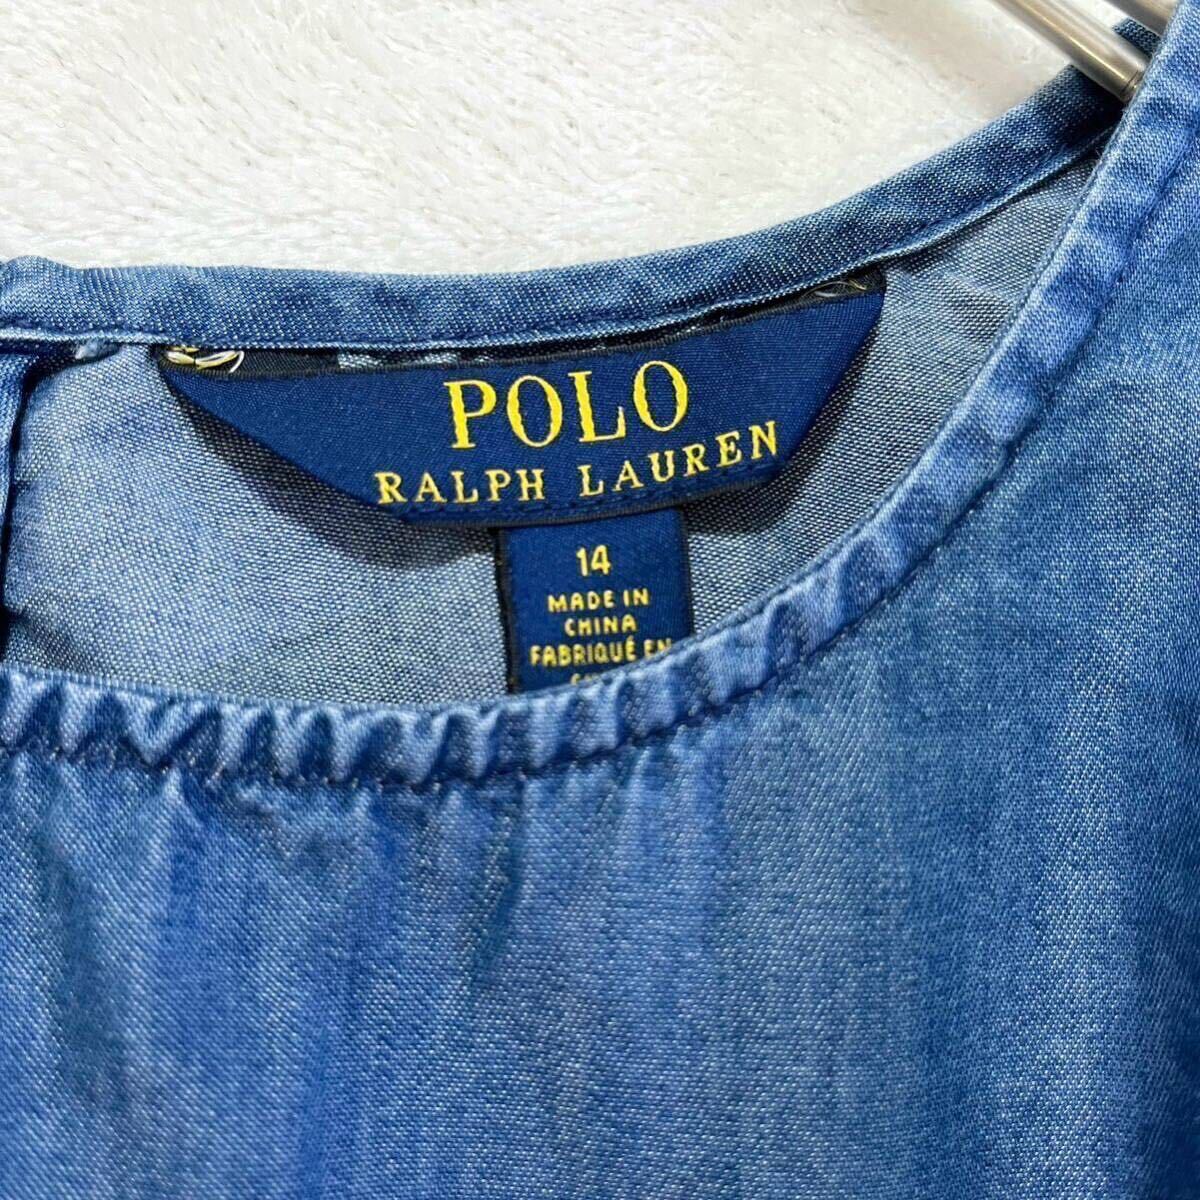 POLO
RALPH LAUREN
14
MADE IN
CHINA
FABRIQUÉ EN